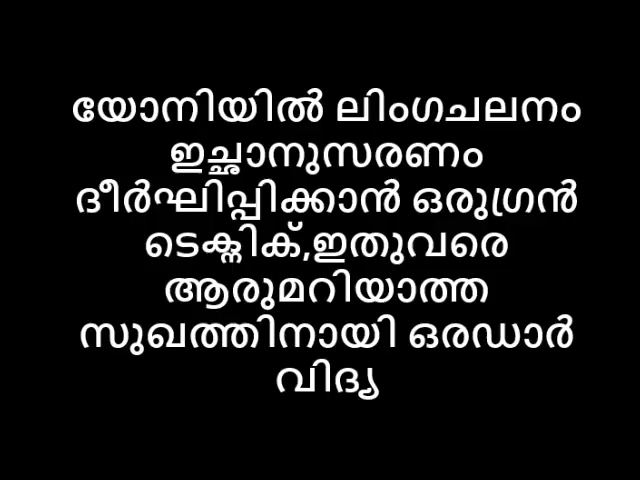 യോനിയിൽ ലിംഗചലനം
ഇച്ഛാനുസരണം
ദീർഘിപ്പിക്കാൻ ഒരുഗ്രൻ
ടെക്ക്നിക്,ഇതുവരെ
ആരുമറിയാത്ത
സുഖത്തിനായി ഒരഡാർ
വിദ്യ